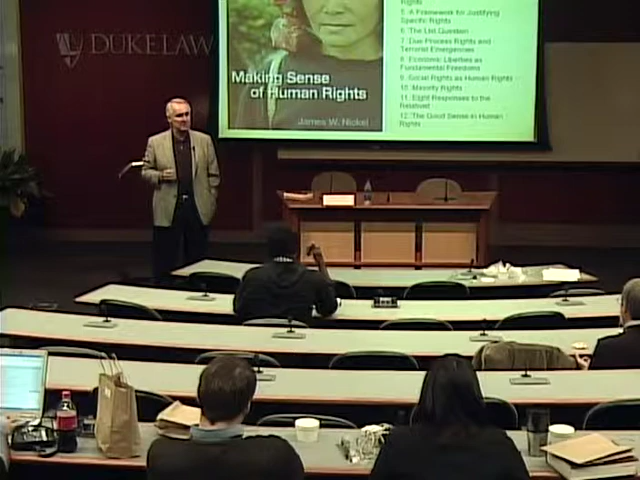 DUKE LAW
Rights
5. A Framework for Justifying
Specific Rights
6. The List Question
7. Due Process Rights and
Terrorist Emergencies
8. Economic Liberties as
Fundamental Freedoms
9. Social Rights as Human Rights
10. Minority Rights
11. Eight Responses to the
Relativist
12. The Good Sense in Human
Rights
Making Sense
of Human Rights
James W. Nickel